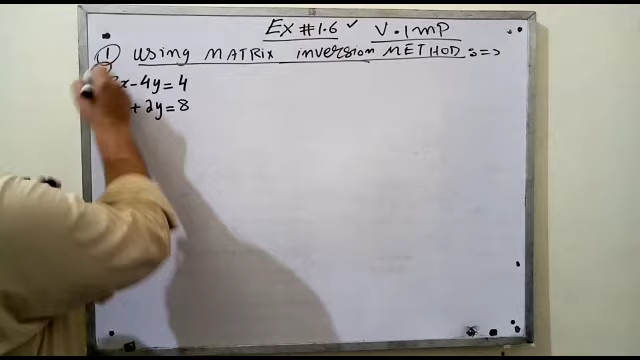 Ex #1.6 ✓ V.IMP
① Using MATRix inversion METHOD :=>
x - 4y = 4
+ 2y = 8